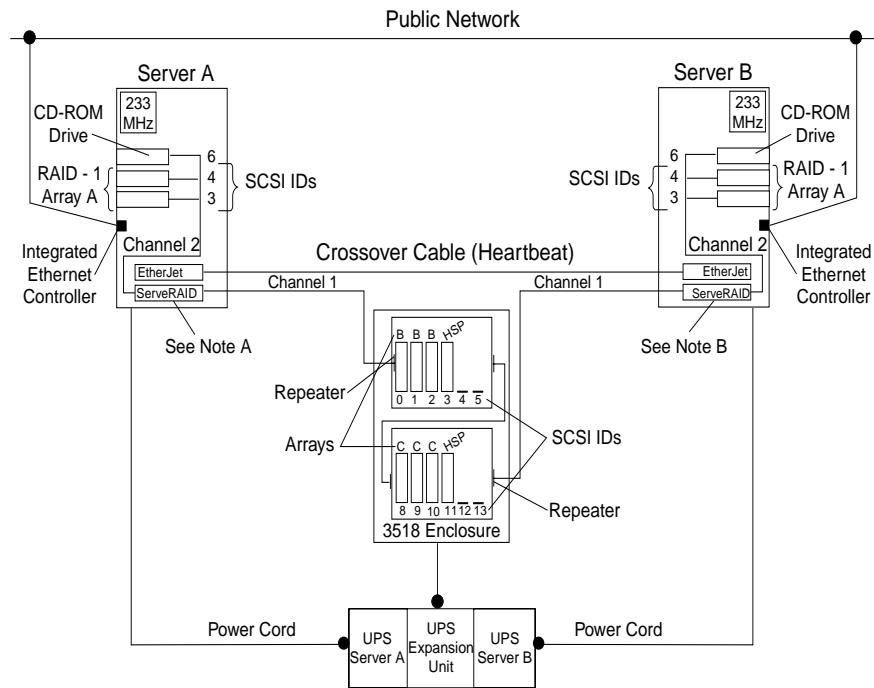 Public Network
Server A
Server B
233
MHz
233
MHz
CD-ROM
Drive
CD-ROM
Drive
RAID - 1
Array A
RAID - 1
Array A
6
4
3
SCSI IDs
SCSI IDs
6
4
3
Integrated
Ethernet
Controller
Integrated
Ethernet
Controller
Channel 2
Channel 2
Crossover Cable (Heartbeat)
EtherJet
EtherJet
Channel 1
Channel 1
ServeRAID
ServeRAID
See Note A
See Note B
B B B HSP
0 1 2 3 4 5
Repeater
Arrays
SCSI IDs
C C C HSP
8 9 10 11 12 13
Repeater
3518 Enclosure
Power Cord
Power Cord
UPS
Server A
UPS
Expansion
Unit
UPS
Server B